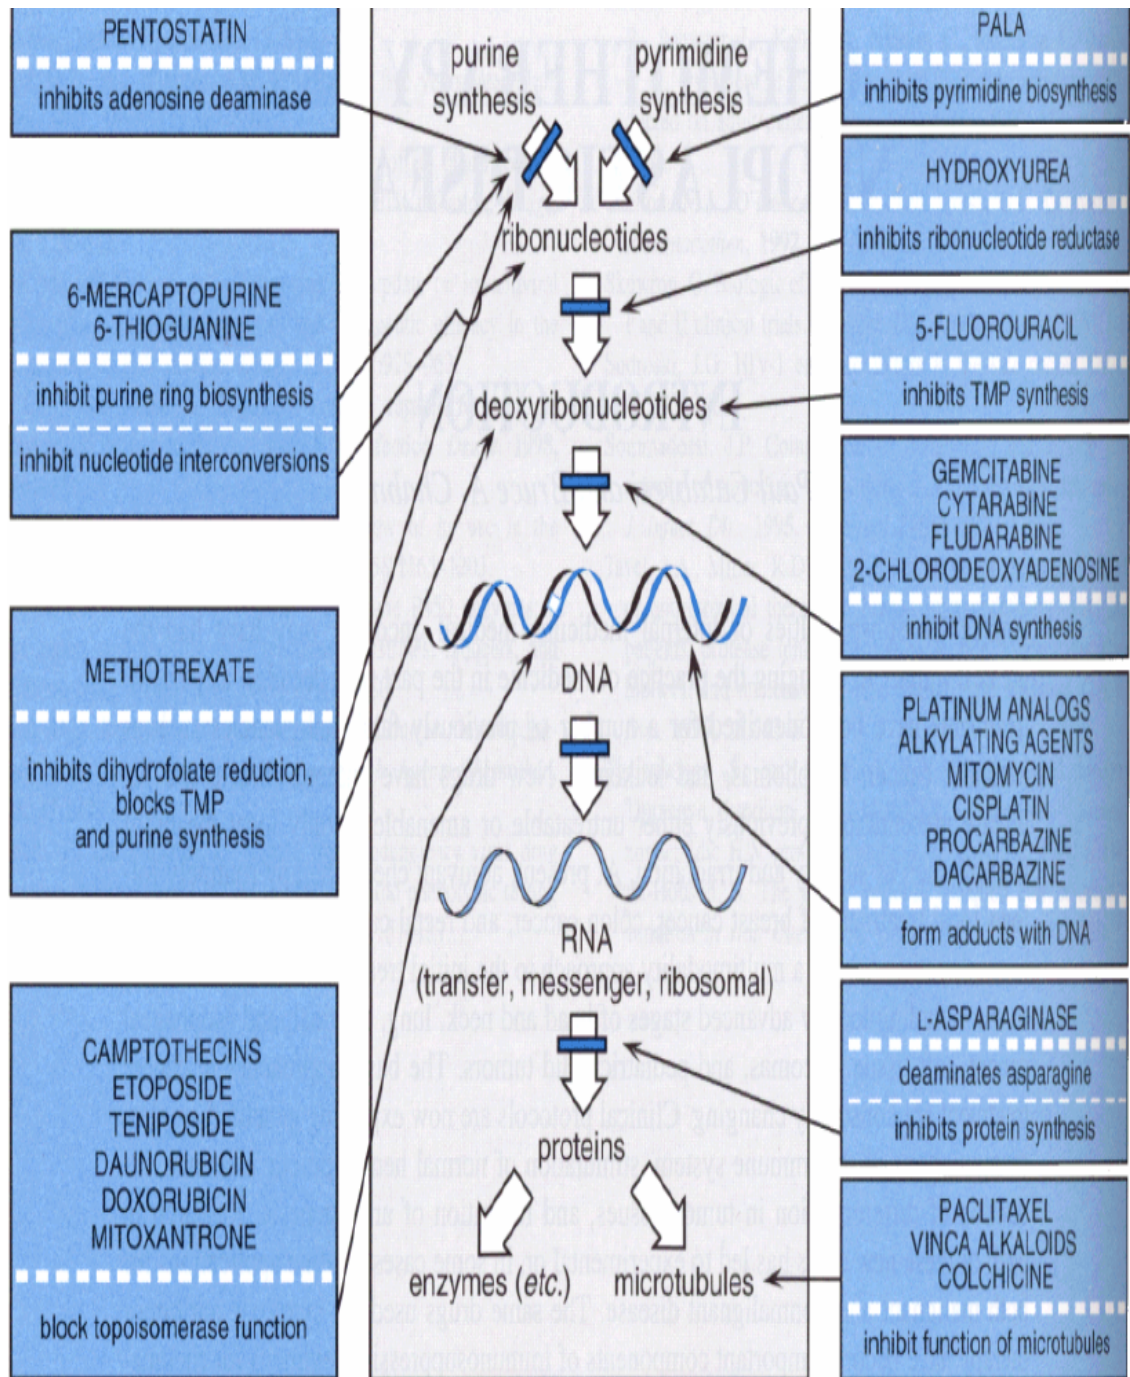 PENTOSTATIN
inhibits adenosine deaminase
6-MERCAPTOPURINE
6-THIOGUANINE
inhibit purine ring biosynthesis
inhibit nucleotide interconversions
METHOTREXATE
inhibits dihydrofolate reduction,
blocks TMP
and purine synthesis
CAMPTOTHECINS
ETOPOSIDE
TENIPOSIDE
DAUNORUBICIN
DOXORUBICIN
MITOXANTRONE
block topoisomerase function
purine
synthesis
pyrimidine
synthesis
ribonucleotides
deoxyribonucleotides
DNA
RNA
(transfer, messenger, ribosomal)
proteins
enzymes (etc.)
microtubules
PALA
inhibits pyrimidine biosynthesis
HYDROXYUREA
inhibits ribonucleotide reductase
5-FLUOROURACIL
inhibits TMP synthesis
GEMCITABINE
CYTARABINE
FLUDARABINE
2-CHLORODEOXYADENOSINE
inhibit DNA synthesis
PLATINUM ANALOGS
ALKYLATING AGENTS
MITOMYCIN
CISPLATIN
PROCARBAZINE
DACARBAZINE
form adducts with DNA
L-ASPARAGINASE
deaminates asparagine
inhibits protein synthesis
PACLITAXEL
VINCA ALKALOIDS
COLCHICINE
inhibit function of microtubules